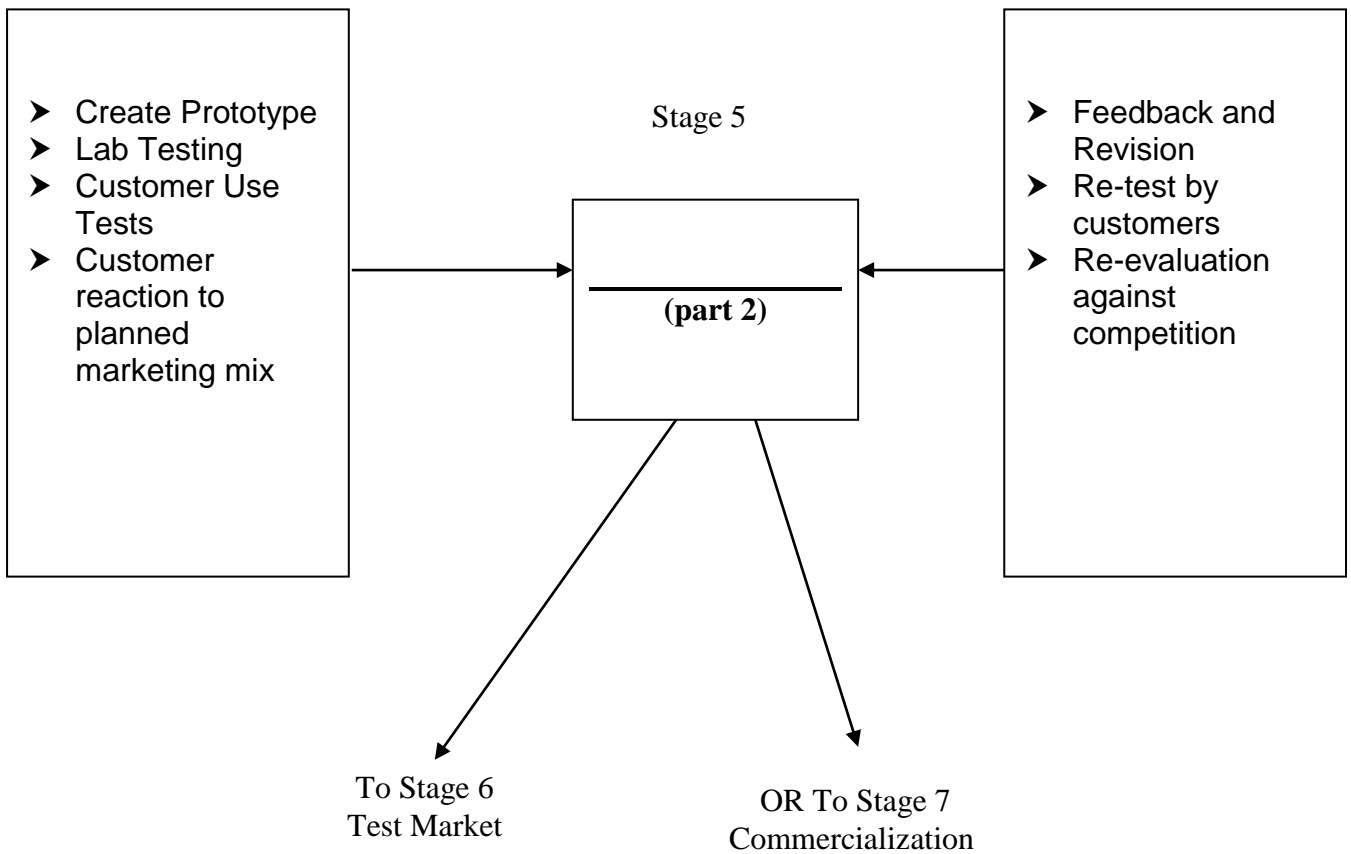 ➤ Create Prototype
➤ Lab Testing
➤ Customer Use
Tests
➤ Customer
reaction to
planned
marketing mix
Stage 5
(part 2)
➤ Feedback and
Revision
➤ Re-test by
customers
➤ Re-evaluation
against
competition
To Stage 6
Test Market
OR To Stage 7
Commercialization